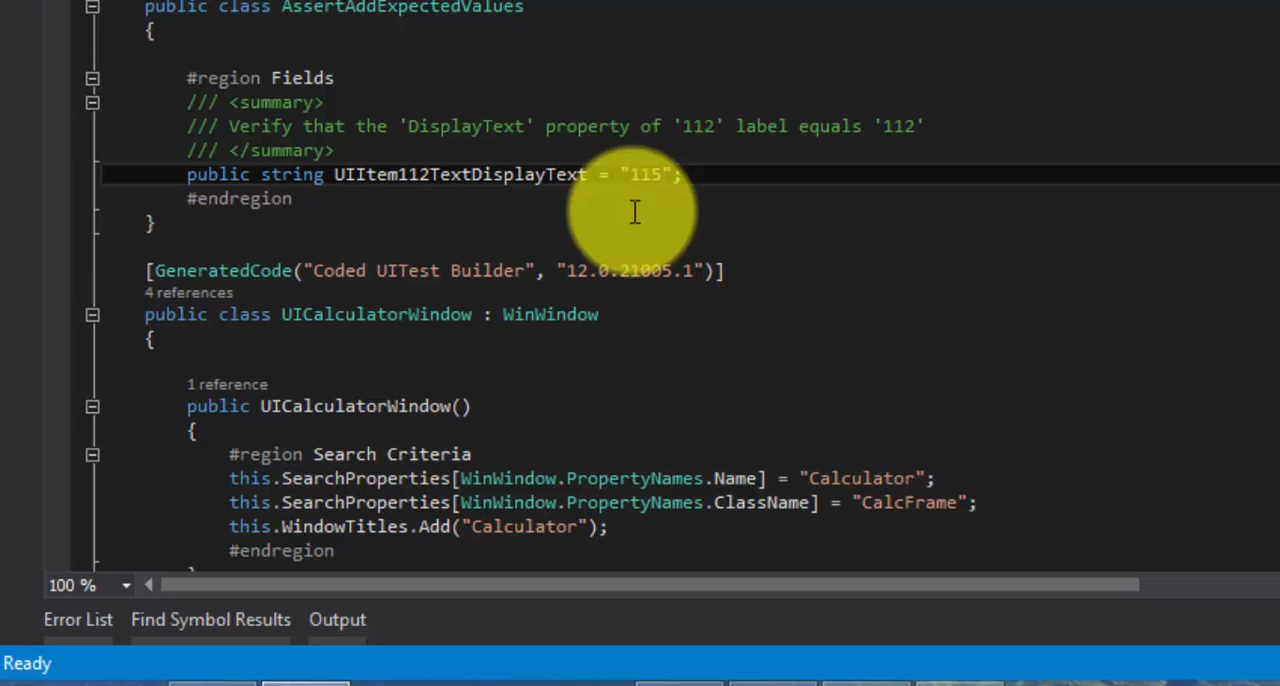 public class AssertAddExpectedValues
{
#region Fields
/// <summary>
/// Verify that the 'DisplayText' property of '112' label equals '112'
/// </summary>
public string UIItem112TextDisplayText = "115";
#endregion
}
[GeneratedCode("Coded UITest Builder", "12.0.21005.1")]
4 references
public class UICalculatorWindow : WinWindow
{
1 reference
public UICalculatorWindow()
{
#region Search Criteria
this.SearchProperties[WinWindow.PropertyNames.Name] = "Calculator";
this.SearchProperties[WinWindow.PropertyNames.ClassName] = "CalcFrame";
this.WindowTitles.Add("Calculator");
#endregion
100 %
Error List Find Symbol Results Output
Ready